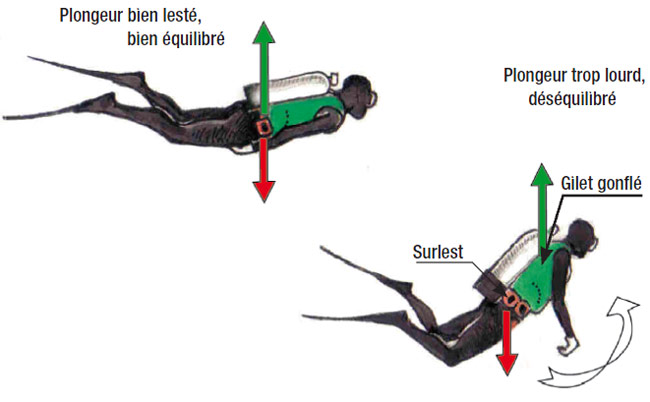 Plongeur bien lesté,
bien équilibré
Plongeur trop lourd,
déséquilibré
Gilet gonflé
Surlest